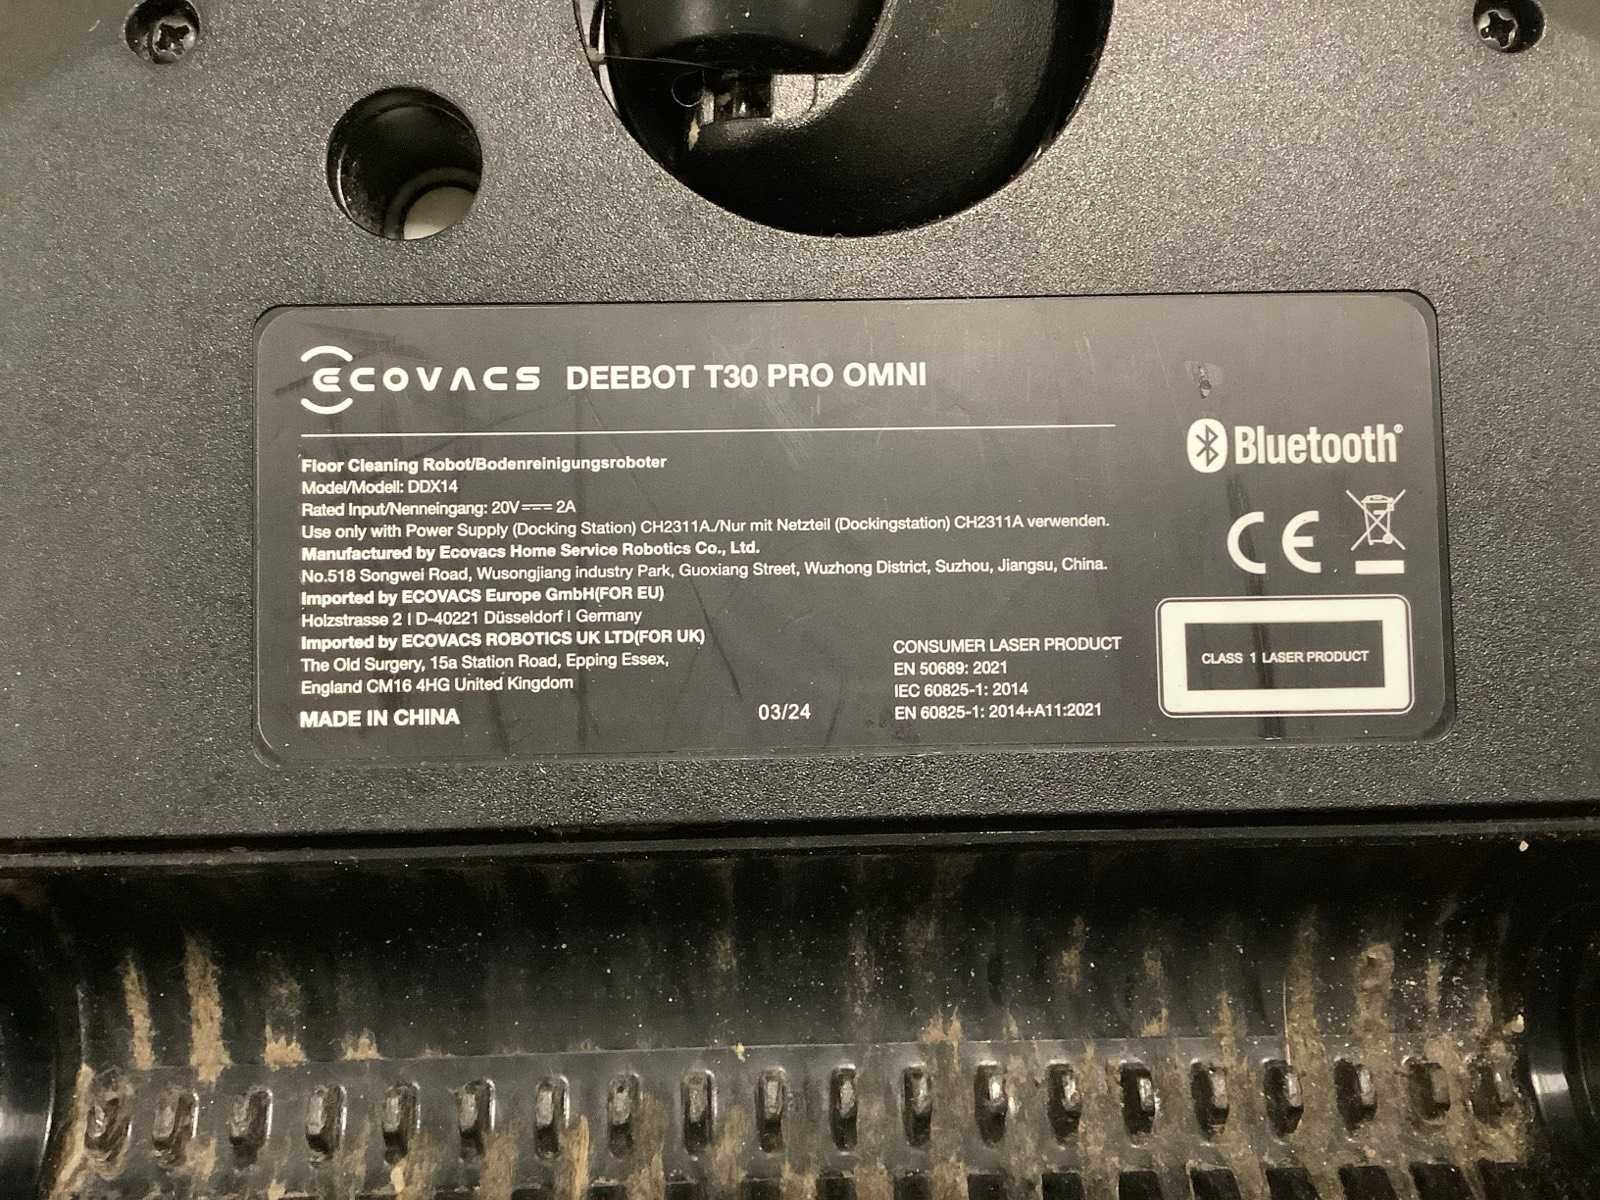 ECOVACS DEEBOT T30 PRO OMNI
Bluetooth®
Floor Cleaning Robot/Bodenreinigungsroboter
Model/Modell: DDX14
Rated Input/Nenneingang: 20V⎓2A
Use only with Power Supply (Docking Station) CH2311A./Nur mit Netzteil (Dockingstation) CH2311A verwenden.
Manufactured by Ecovacs Home Service Robotics Co., Ltd.
No.518 Songwei Road, Wusongjiang industry Park, Guoxiang Street, Wuzhong District, Suzhou, Jiangsu, China.
Imported by ECOVACS Europe GmbH(FOR EU)
Holzstrasse 2 I D-40221 Düsseldorf I Germany
Imported by ECOVACS ROBOTICS UK LTD(FOR UK)
The Old Surgery, 15a Station Road, Epping Essex,
England CM16 4HG United Kingdom
MADE IN CHINA
03/24
CONSUMER LASER PRODUCT
EN 50689: 2021
IEC 60825-1: 2014
EN 60825-1: 2014+A11:2021
CE
CLASS 1 LASER PRODUCT